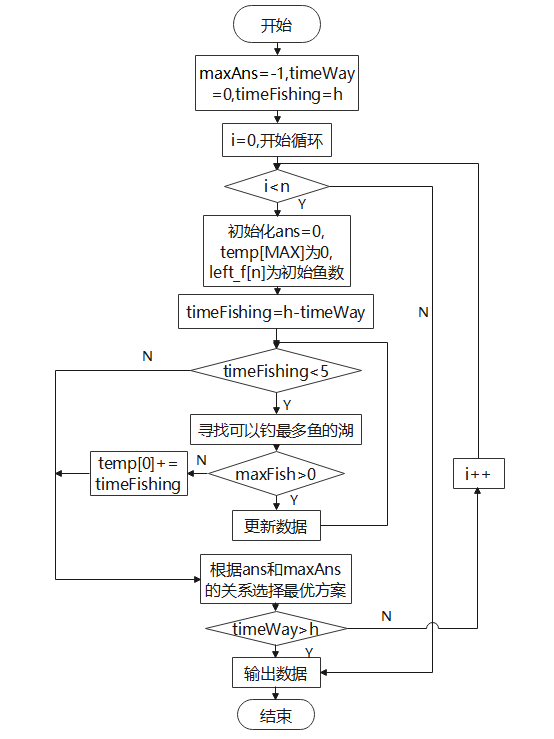 开始
maxAns=-1,timeWay
=0,timeFishing=h
i=0,开始循环
i<n
Y
初始化ans=0,
temp[MAX]为0,
left_f[n]为初始鱼数
timeFishing=h-timeWay
N
N
timeFishing<5
Y
寻找可以钓最多鱼的湖
temp[0]+=
timeFishing
N
maxFish>0
i++
Y
更新数据
根据ans和maxAns
的关系选择最优方案
N
timeWay>h
Y
输出数据
结束